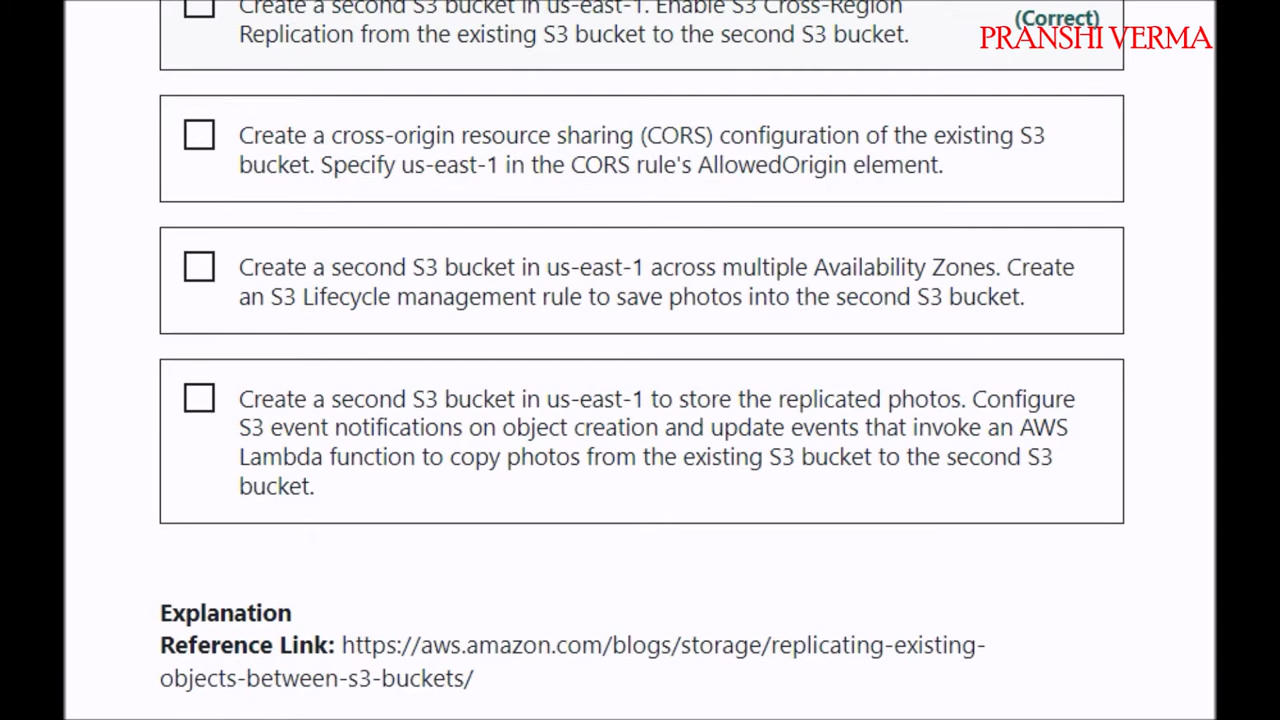 Create a second S3 bucket in us-east-1. Enable S3 Cross-Region
(Correct)
Replication from the existing S3 bucket to the second S3 bucket.
PRANSHI VERMA
Create a cross-origin resource sharing (CORS) configuration of the existing S3
bucket. Specify us-east-1 in the CORS rule's AllowedOrigin element.
Create a second S3 bucket in us-east-1 across multiple Availability Zones. Create
an S3 Lifecycle management rule to save photos into the second S3 bucket.
Create a second S3 bucket in us-east-1 to store the replicated photos. Configure
S3 event notifications on object creation and update events that invoke an AWS
Lambda function to copy photos from the existing S3 bucket to the second S3
bucket.
Explanation
Reference Link: https://aws.amazon.com/blogs/storage/replicating-existing-
objects-between-s3-buckets/